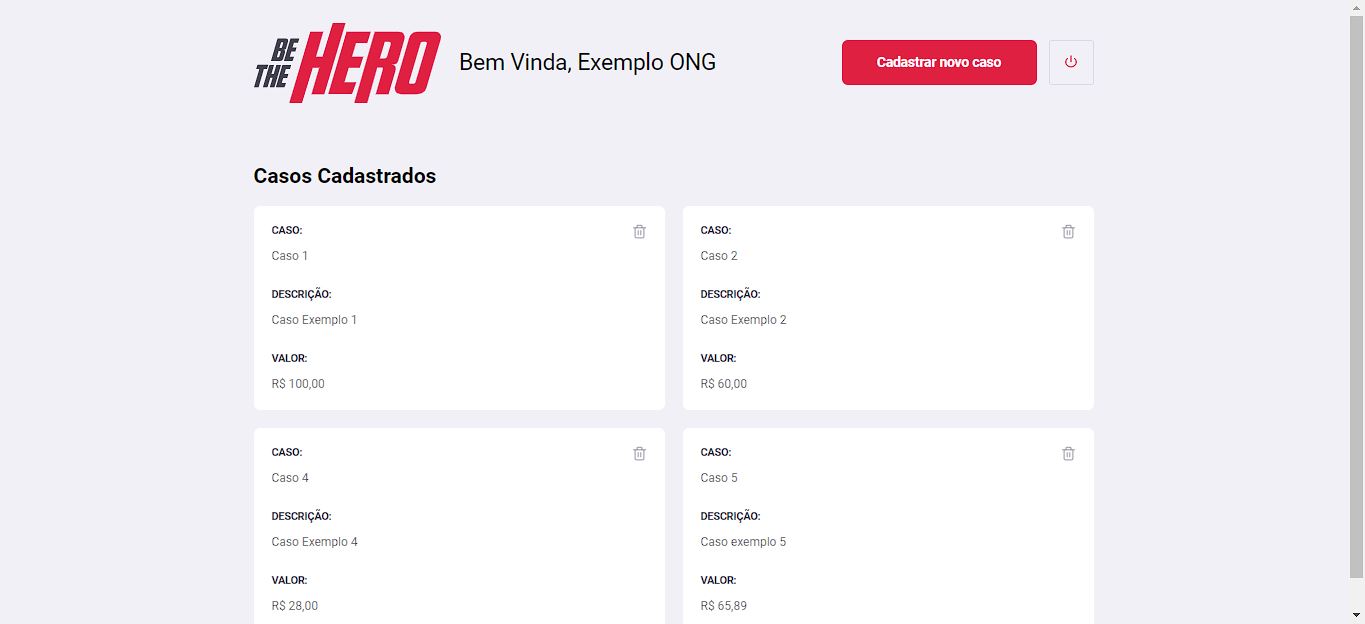 BE THE HERO
Bem Vinda, Exemplo ONG
Cadastrar novo caso
Casos Cadastrados
CASO:
Caso 1
DESCRIÇÃO:
Caso Exemplo 1
VALOR:
R$ 100,00
CASO:
Caso 2
DESCRIÇÃO:
Caso Exemplo 2
VALOR:
R$ 60,00
CASO:
Caso 4
DESCRIÇÃO:
Caso Exemplo 4
VALOR:
R$ 28,00
CASO:
Caso 5
DESCRIÇÃO:
Caso exemplo 5
VALOR:
R$ 65,89